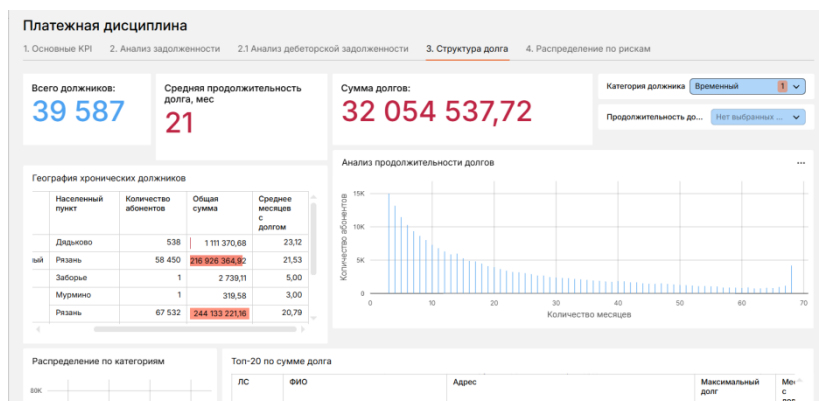 Платежная дисциплина
1. Основные KPI 2. Анализ задолженности 2.1 Анализ дебеторской задолженности 3. Структура долга 4. Распределение по рискам
Всего должников:
39 587
Средняя продолжительность
долга, мес
21
Сумма долгов:
32 054 537,72
Категория должника Временный 1
Продолжительность до... Нет выбранных ...
География хронических должников
Населенный пункт Количество абонентов Общая сумма Среднее месяцев с долгом
Дядьково 538 1 111 370,68 23,12
ый Рязань 58 450 216 926 364,92 21,53
Заборье 1 2 739,11 5,00
Мурмино 1 319,58 3,00
Рязань 67 532 244 133 221,16 20,79
Анализ продолжительности долгов ...
Количество абонентов
15K
10K
5K
0
0 10 20 30 40 50 60 70
Количество месяцев
Распределение по категориям
80K
Топ-20 по сумме долга
ЛС ФИО Адрес Максимальный долг
с